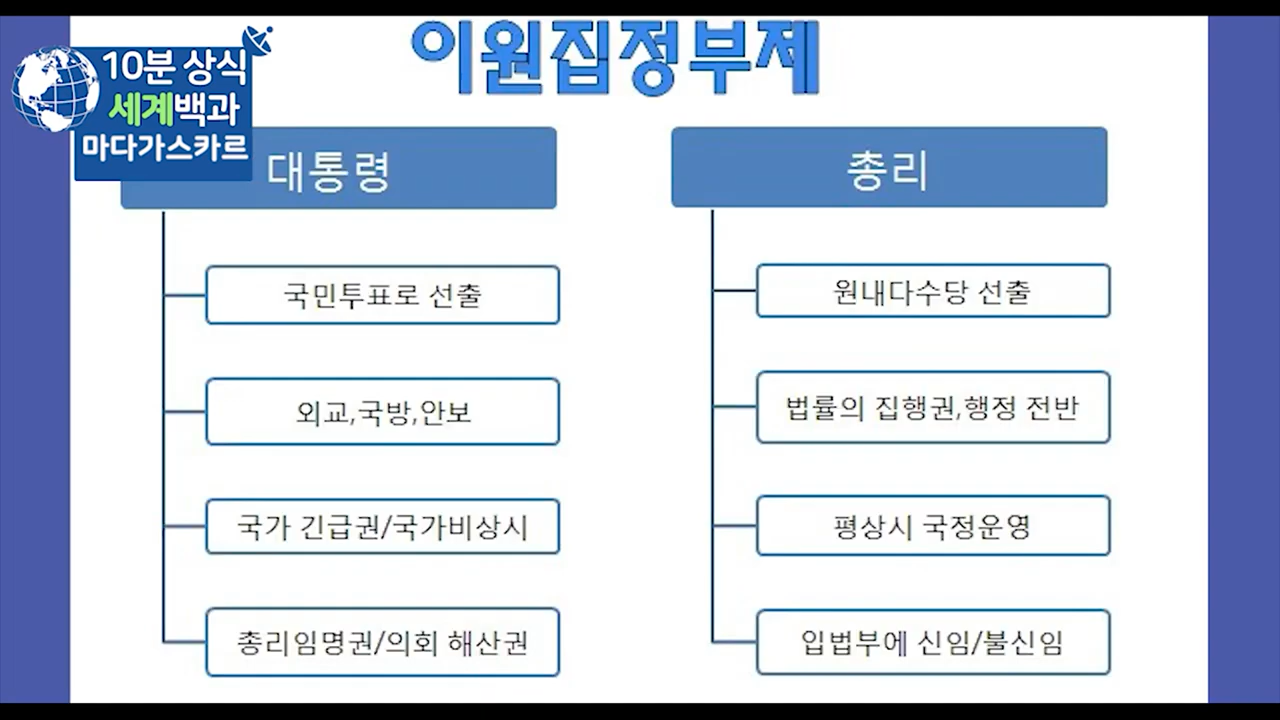 이원집정부제
10분 상식
세계백과
마다가스카르
대통령
국민투표로 선출
외교,국방,안보
국가 긴급권/국가비상시
총리임명권/의회 해산권
총리
원내다수당 선출
법률의 집행권,행정 전반
평상시 국정운영
입법부에 신임/불신임